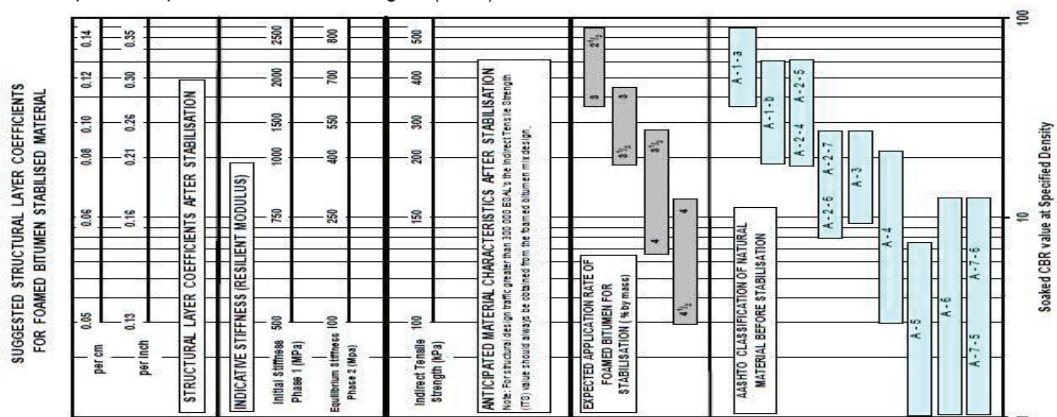 SUGGESTED STRUCTURAL LAYER COEFFICIENTS
FOR FOAMED BITUMEN STABILISED MATERIAL
per cm 0.05 0.06 0.08 0.10 0.12 0.14
per inch 0.13 0.16 0.21 0.26 0.30 0.35
STRUCTURAL LAYER COEFFICIENTS AFTER STABILISATION
INDICATIVE STIFFNESS (RESILIENT MODULUS)
Initial Stiffness
Phase 1 (MPa)
500 750 1000 1500 2000 2500
Equilibrium Stiffness
Phase 2 (Mpa)
100 250 400 550 700 800
Indirect Tensile
Strength (kPa)
100 150 200 300 400 500
ANTICIPATED MATERIAL CHARACTERISTICS AFTER STABILISATION
Note: For structural design traffic greater than 300 000 ESAL's the Indirect Tensile Strength
(ITS) value should always be obtained from the foamed bitumen mix design.
EXPECTED APPLICATION RATE OF
FOAMED BITUMEN FOR
STABILISATION (% by mass)
3 2½
3½ 3
4 3½
4½ 4
AASHTO CLASSIFICATION OF NATURAL
MATERIAL BEFORE STABILISATION
A - 1 - a
A - 1 - b
A - 2 - 4 A - 2 - 5
A - 2 - 6 A - 2 - 7
A - 3
A - 4
A - 5
A - 6
A - 7 - 5 A - 7 - 6
10 100
Soaked CBR value at Specified Density